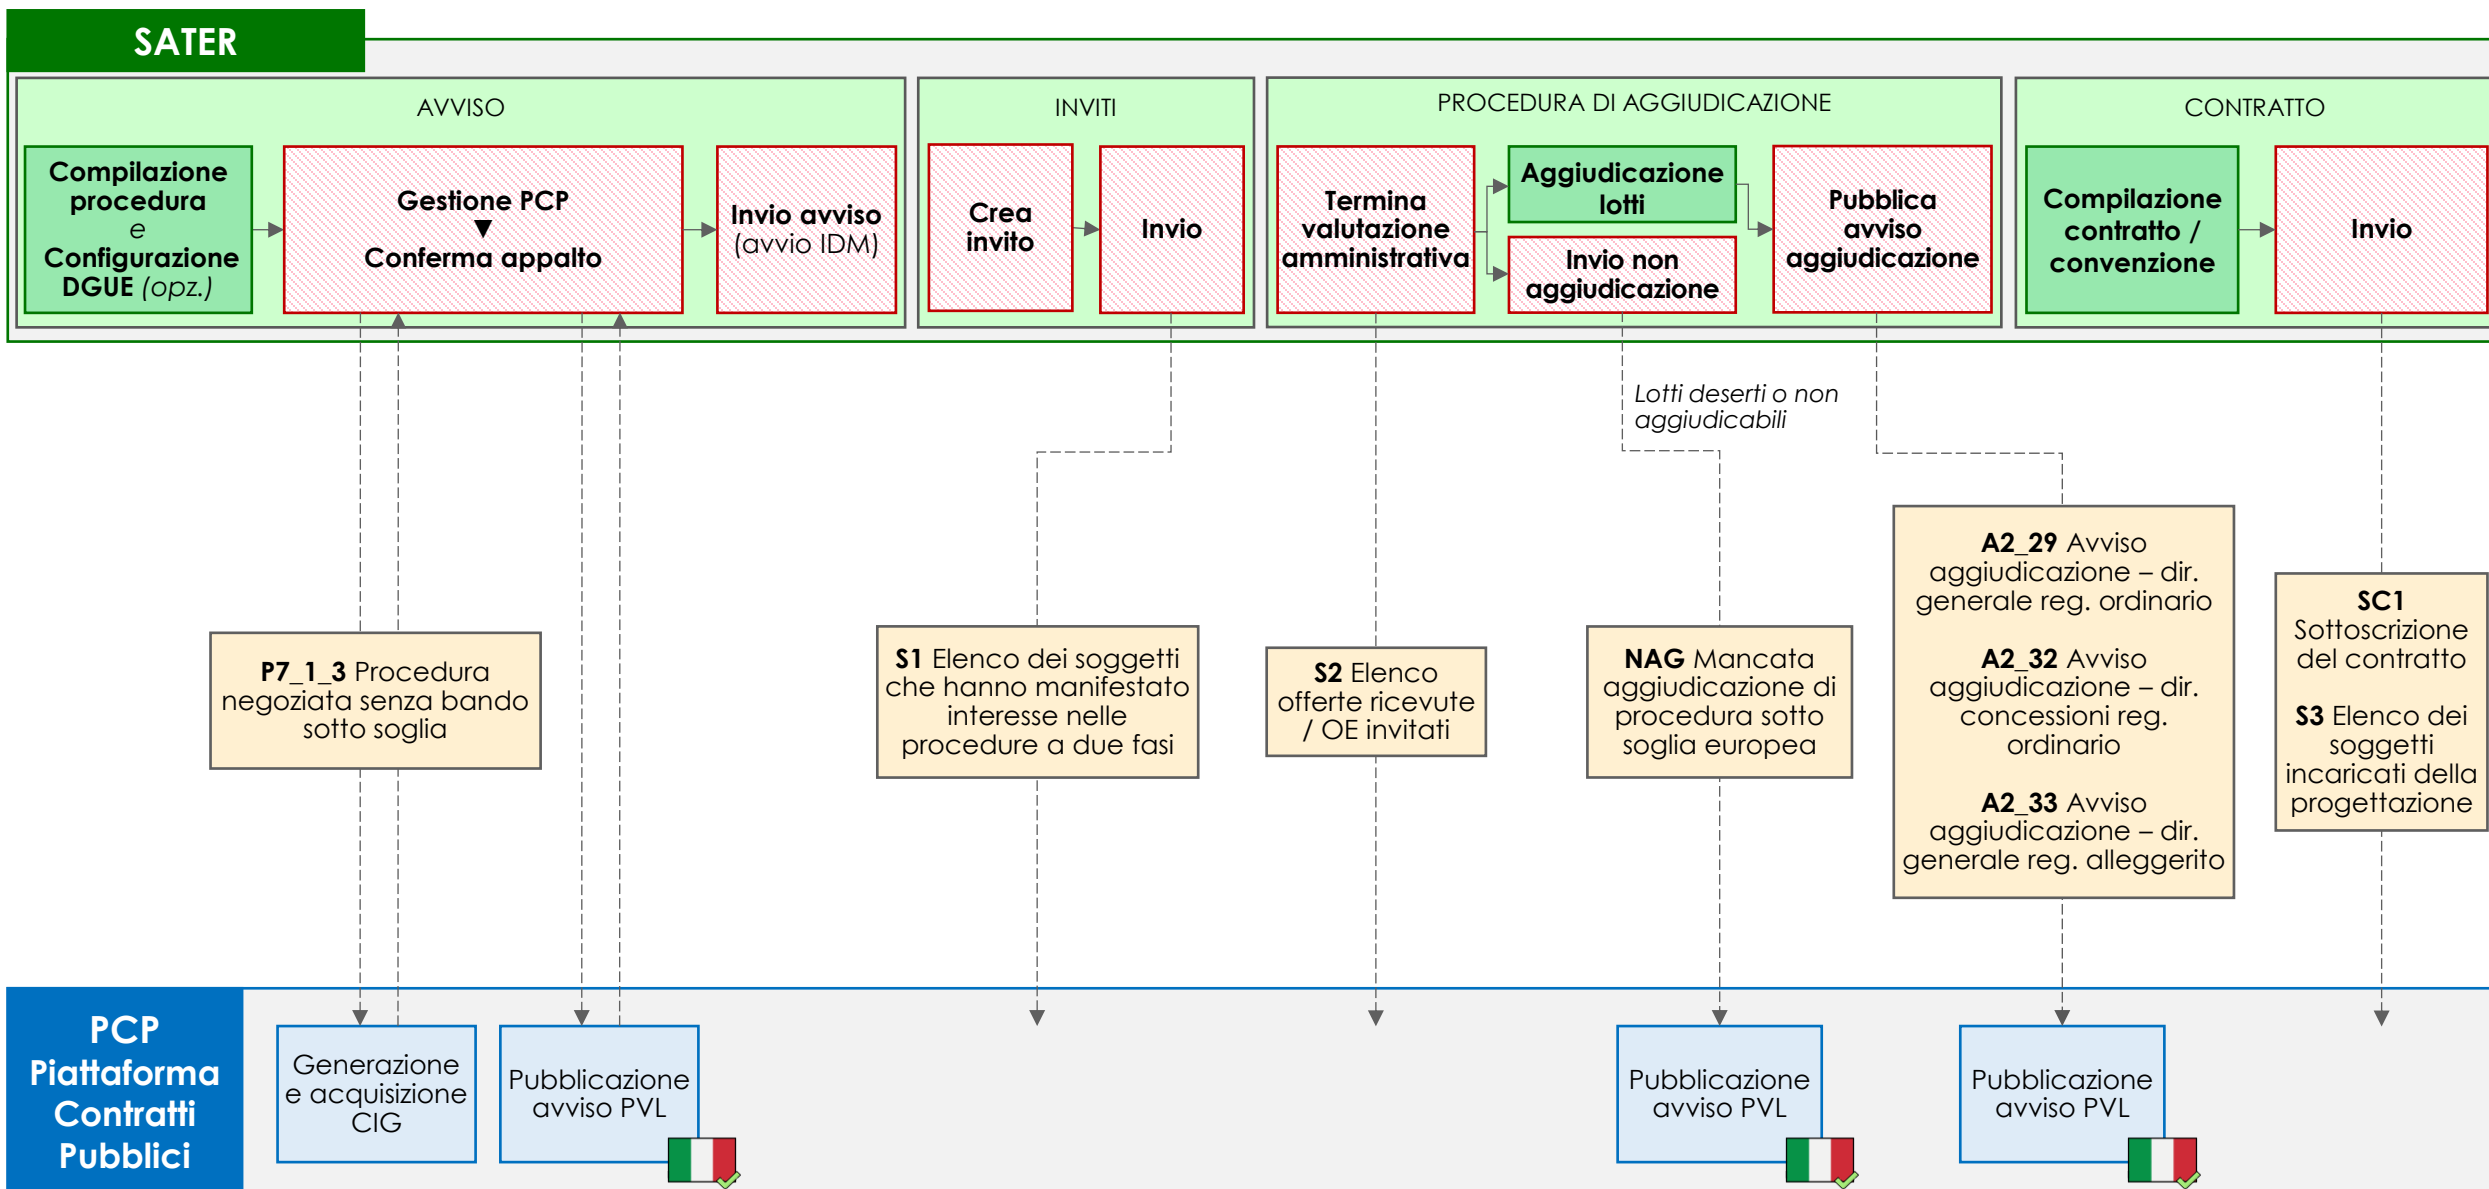 SATER
AVVISO
Compilazione
procedura
e
Configurazione
DGUE (opz.)
Gestione PCP
▼
Conferma appalto
Invio avviso
(avvio IDM)
INVITI
Crea
invito
Invio
PROCEDURA DI AGGIUDICAZIONE
Termina
valutazione
amministrativa
Aggiudicazione
lotti
Invio non
aggiudicazione
Pubblica
avviso
aggiudicazione
CONTRATTO
Compilazione
contratto /
convenzione
Invio
Lotti deserti o non
aggiudicabili
P7_1_3 Procedura
negoziata senza bando
sotto soglia
S1 Elenco dei soggetti
che hanno manifestato
interesse nelle
procedure a due fasi
S2 Elenco
offerte ricevute
/ OE invitati
NAG Mancata
aggiudicazione di
procedura sotto
soglia europea
A2_29 Avviso
aggiudicazione – dir.
generale reg. ordinario
A2_32 Avviso
aggiudicazione – dir.
concessioni reg.
ordinario
A2_33 Avviso
aggiudicazione – dir.
generale reg. alleggerito
SC1
Sottoscrizione
del contratto
S3 Elenco dei
soggetti
incaricati della
progettazione
PCP
Piattaforma
Contratti
Pubblici
Generazione
e acquisizione
CIG
Pubblicazione
avviso PVL
Pubblicazione
avviso PVL
Pubblicazione
avviso PVL